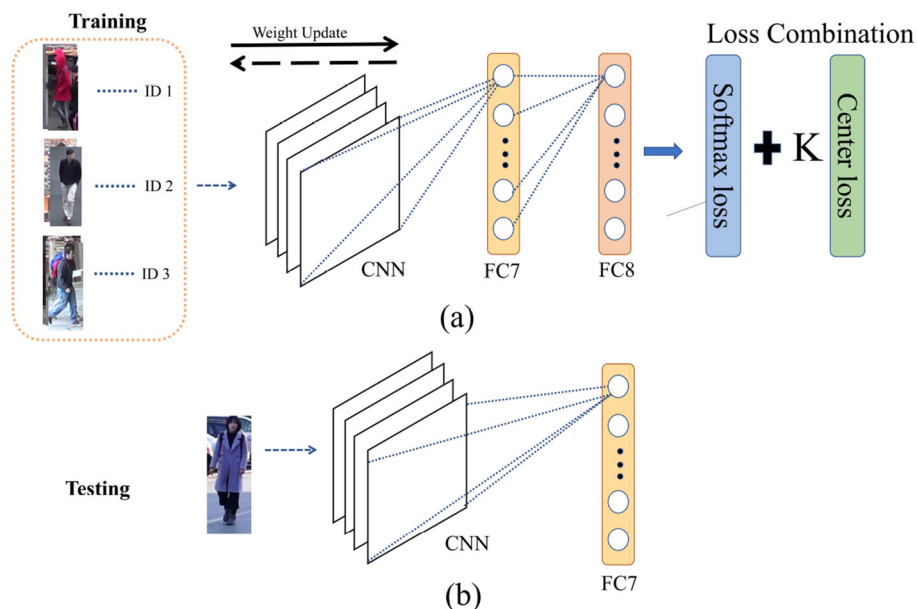 Training
Weight Update
Loss Combination
ID 1
ID 2
ID 3
CNN
FC7
FC8
Softmax loss
K
Center loss
(a)
Testing
CNN
FC7
(b)